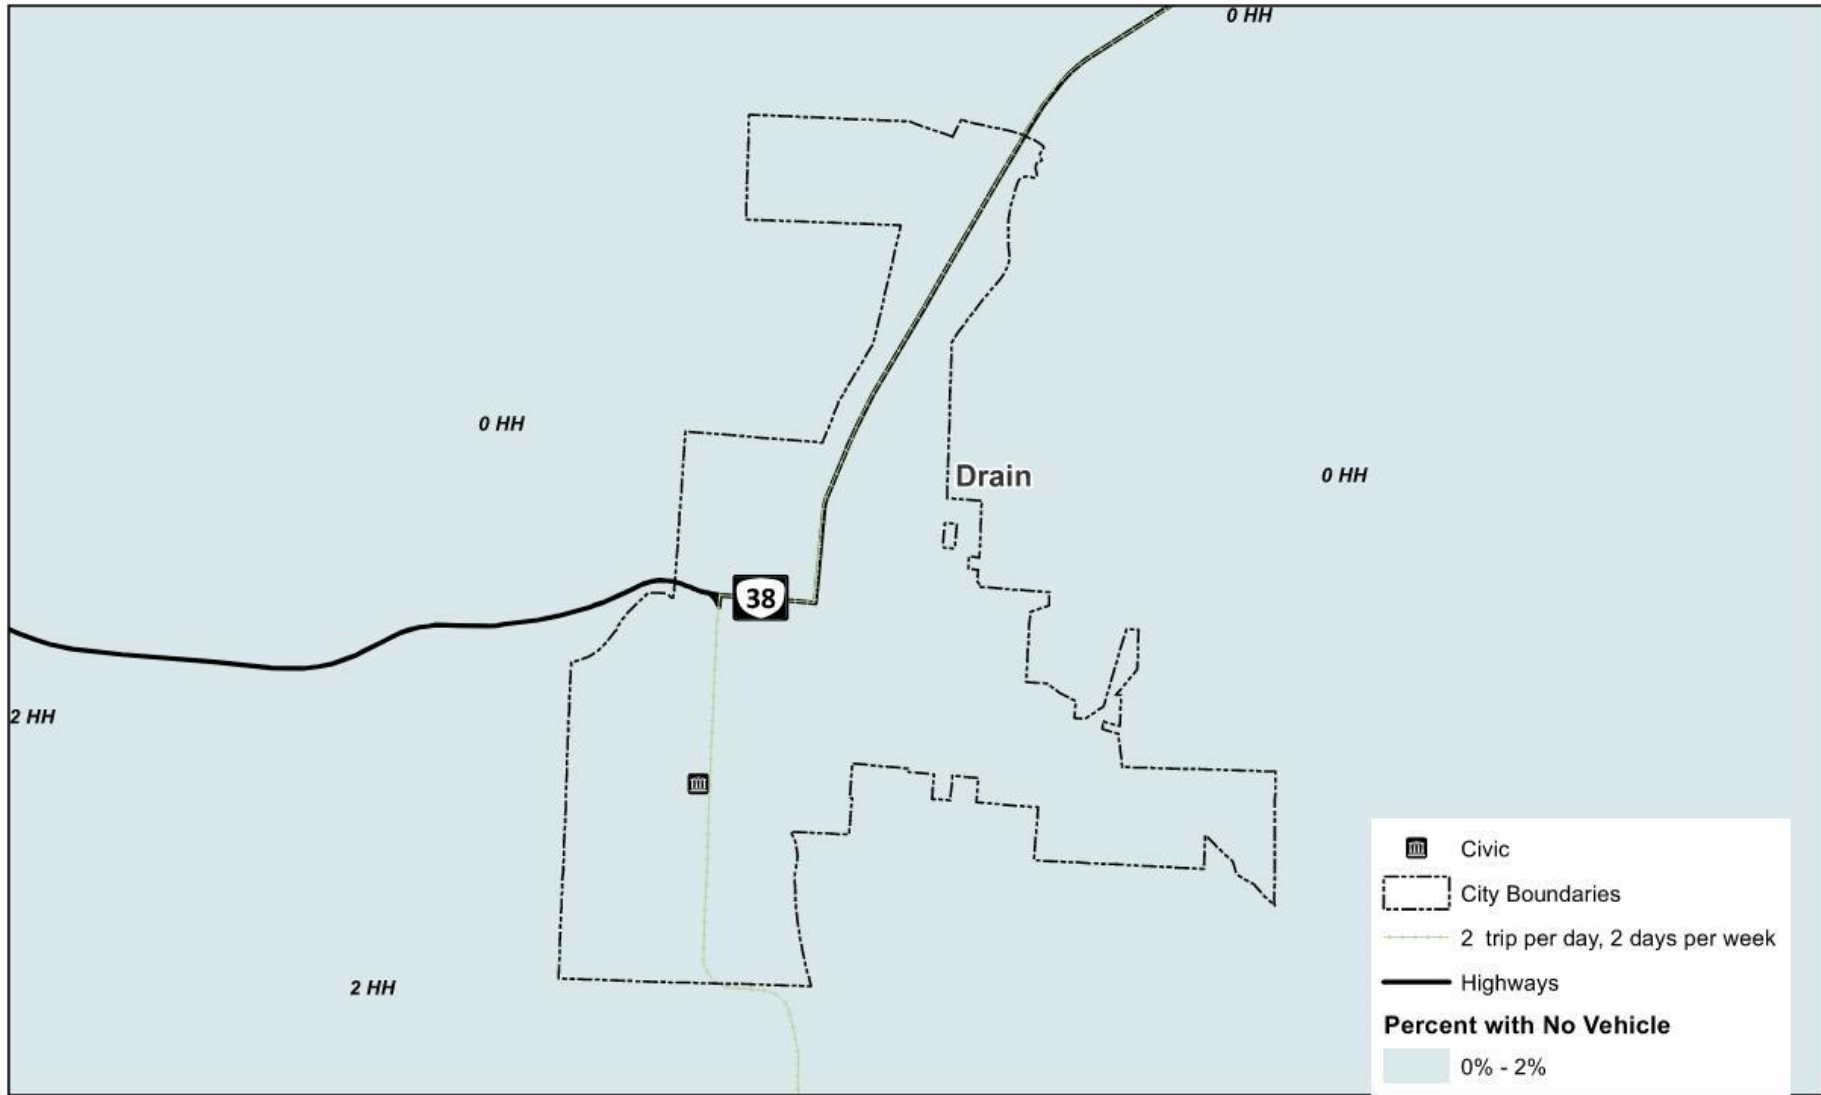 0 HH
0 HH
Drain
0 HH
38
2 HH
2 HH
Civic
City Boundaries
2 trip per day, 2 days per week
Highways
Percent with No Vehicle
0% - 2%